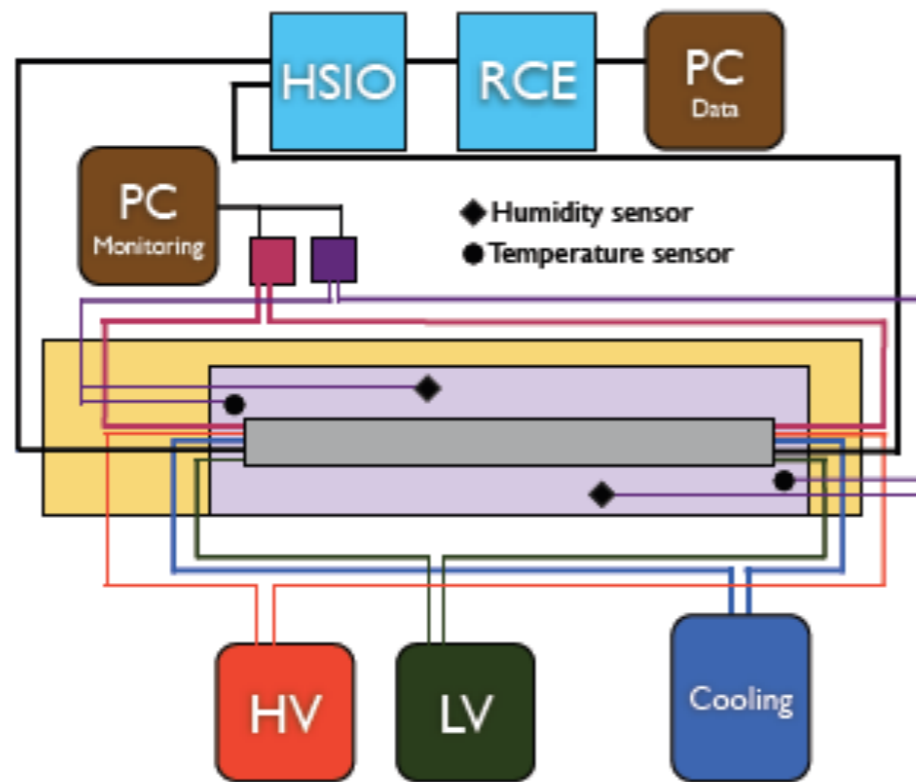 HSIO
RCE
PC
Data
PC
Monitoring
Humidity sensor
Temperature sensor
HV
LV
Cooling